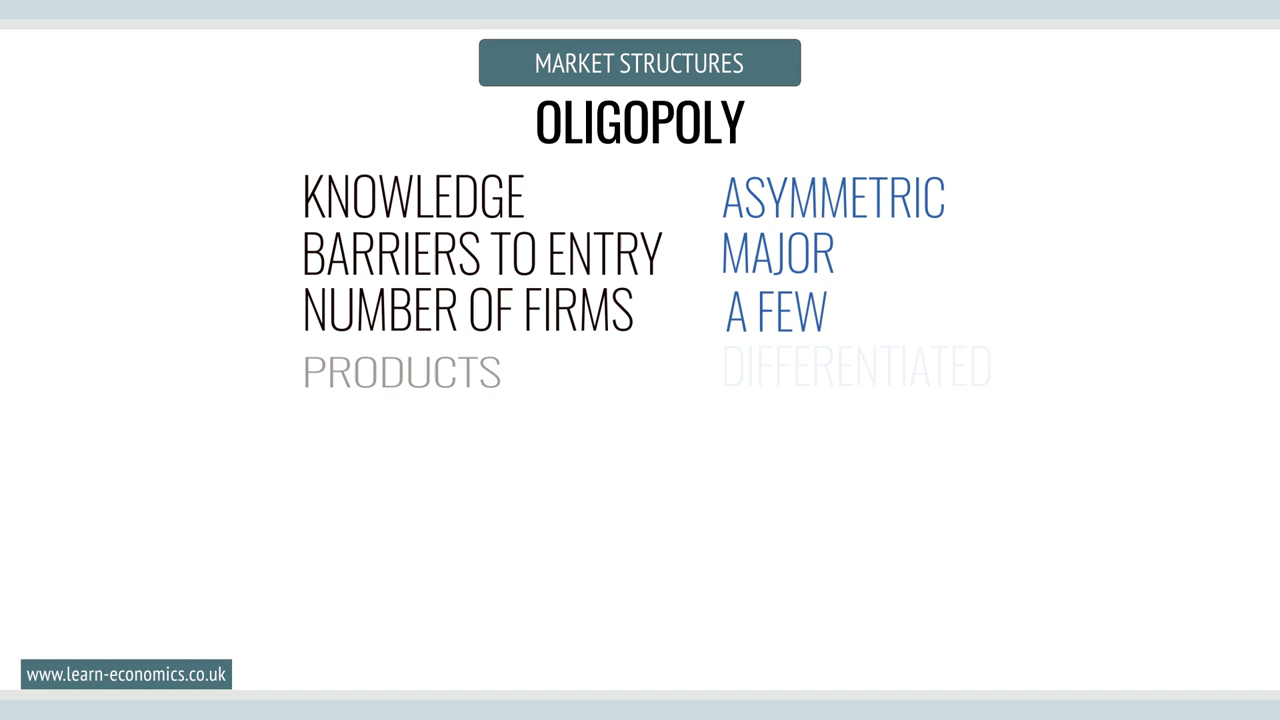 MARKET STRUCTURES
OLIGOPOLY
KNOWLEDGE ASYMMETRIC
BARRIERS TO ENTRY MAJOR
NUMBER OF FIRMS A FEW
PRODUCTS DIFFERENTIATED
www.learn-economics.co.uk